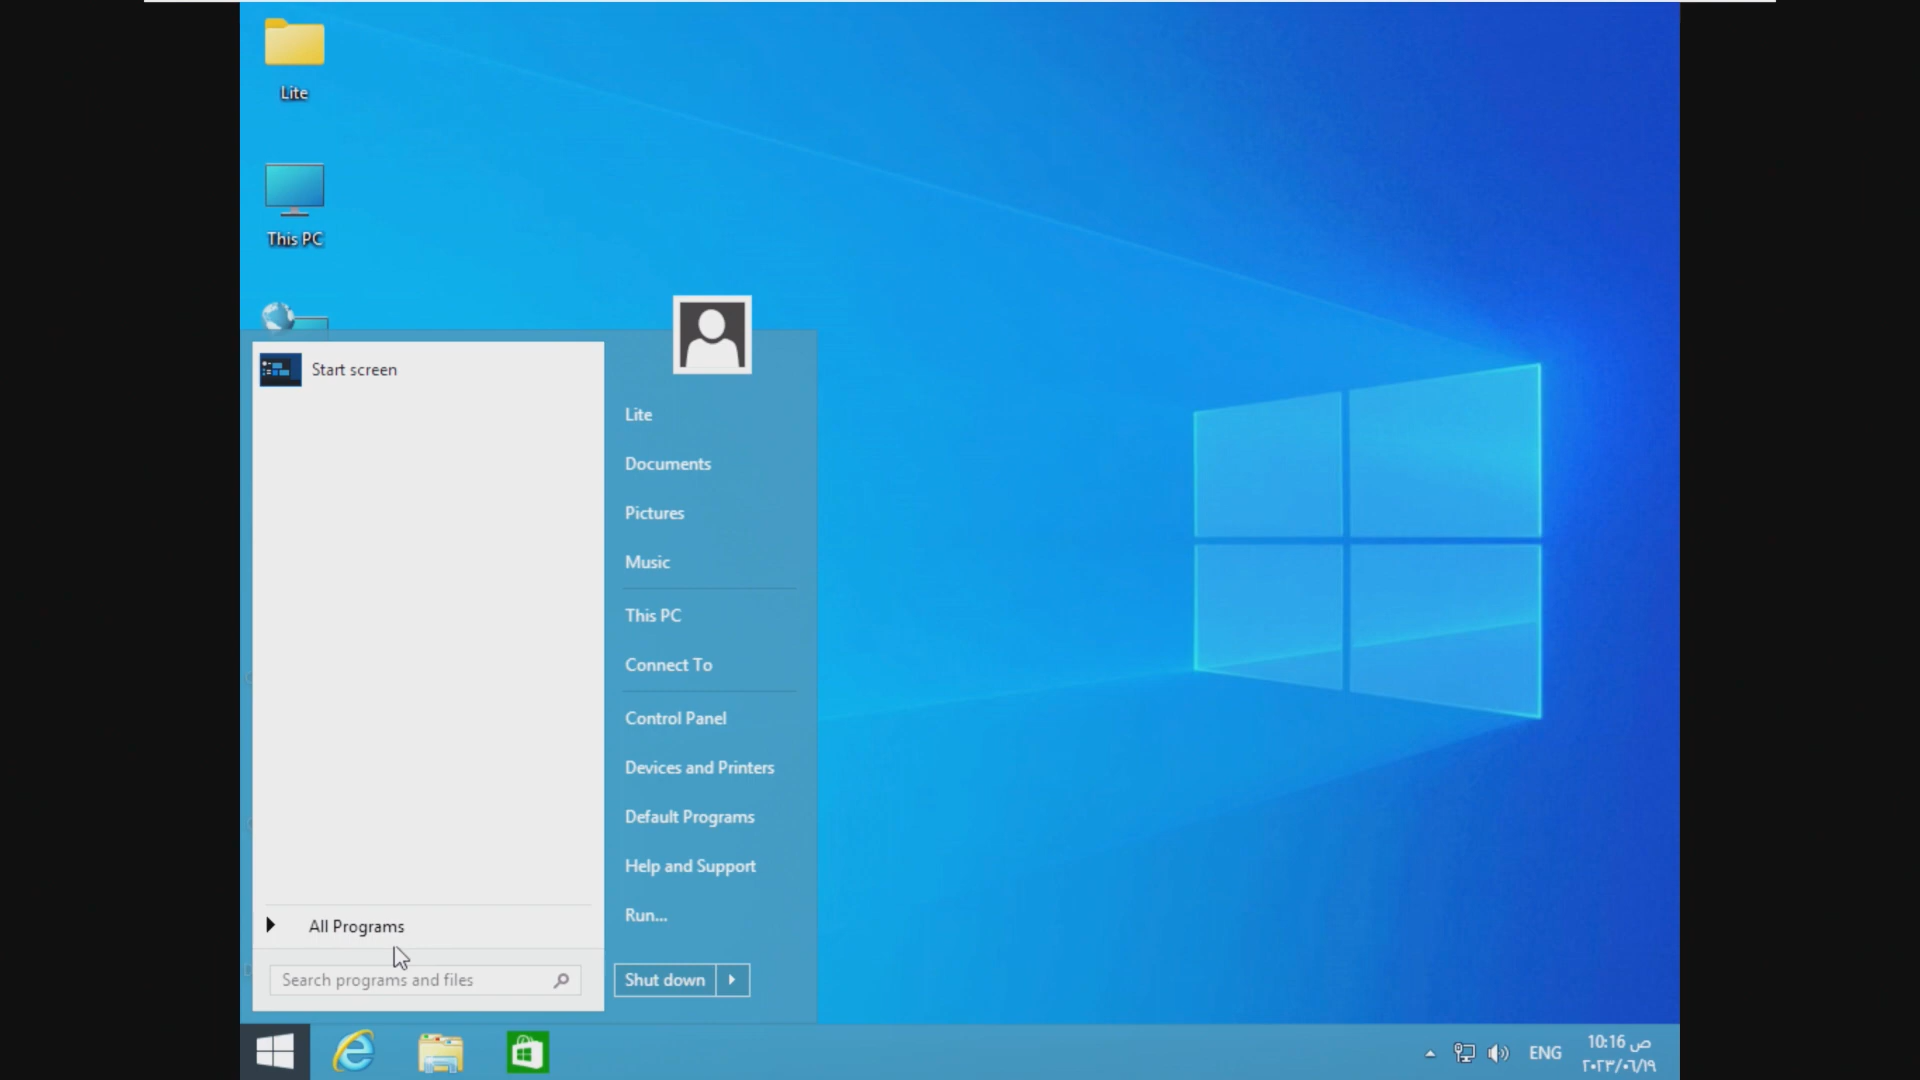 Lite
This PC
Start screen
All Programs
Search programs and files
Lite
Documents
Pictures
Music
This PC
Connect To
Control Panel
Devices and Printers
Default Programs
Help and Support
Run...
Shut down
ENG
10:16 ص
٢٠٢٣/٠٦/١٩